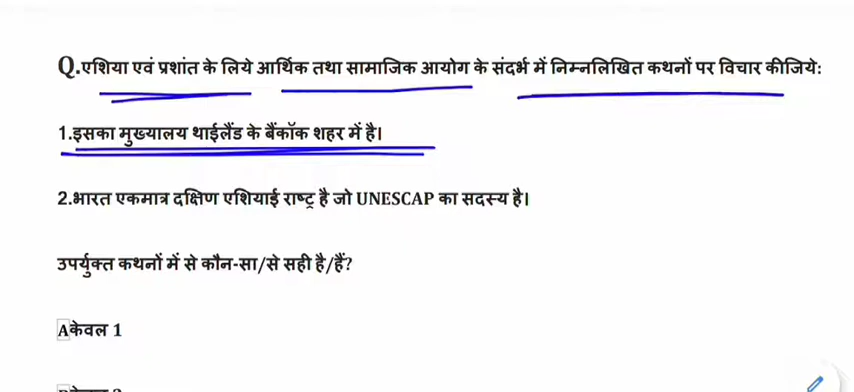 Q.एशिया एवं प्रशांत के लिये आर्थिक तथा सामाजिक आयोग के संदर्भ में निम्नलिखित कथनों पर विचार कीजिये:
1.इसका मुख्यालय थाईलैंड के बैंकॉक शहर में है।
2.भारत एकमात्र दक्षिण एशियाई राष्ट्र है जो UNESCAP का सदस्य है।
उपर्युक्त कथनों में से कौन-सा/से सही है/हैं?
Aकेवल 1